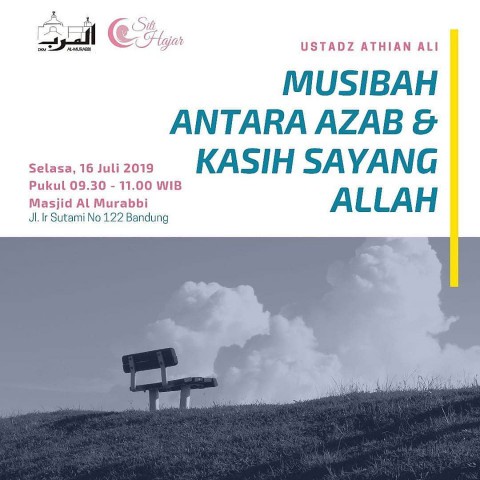 المربي
DKM AL-MURABBI
Siti
Hajar
USTADZ ATHIAN ALI
MUSIBAH
ANTARA AZAB &
KASIH SAYANG
ALLAH
Selasa, 16 Juli 2019
Pukul 09.30 - 11.00 WIB
Masjid Al Murabbi
Jl. Ir Sutami No 122 Bandung